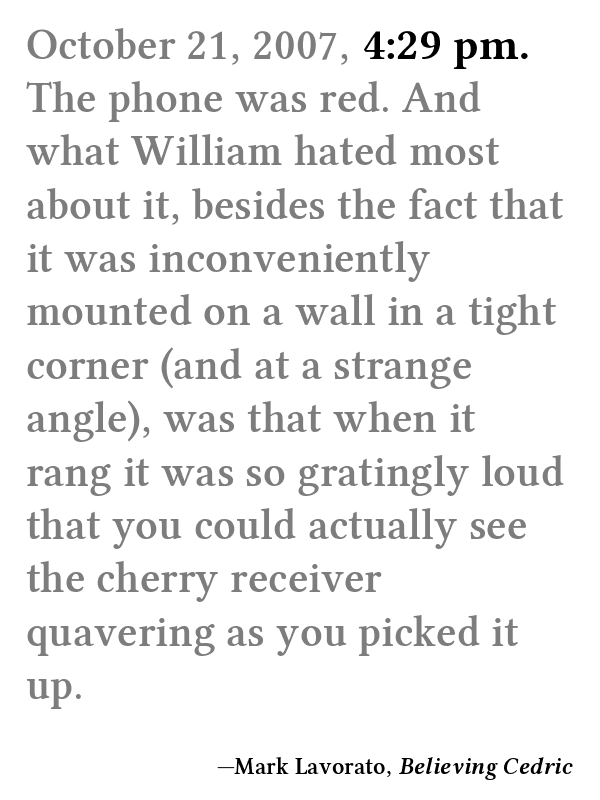 October 21, 2007, 4:29 pm.
The phone was red. And
what William hated most
about it, besides the fact that
it was inconveniently
mounted on a wall in a tight
corner (and at a strange
angle), was that when it
rang it was so gratingly loud
that you could actually see
the cherry receiver
quavering as you picked it
up.
—Mark Lavorato, Believing Cedric